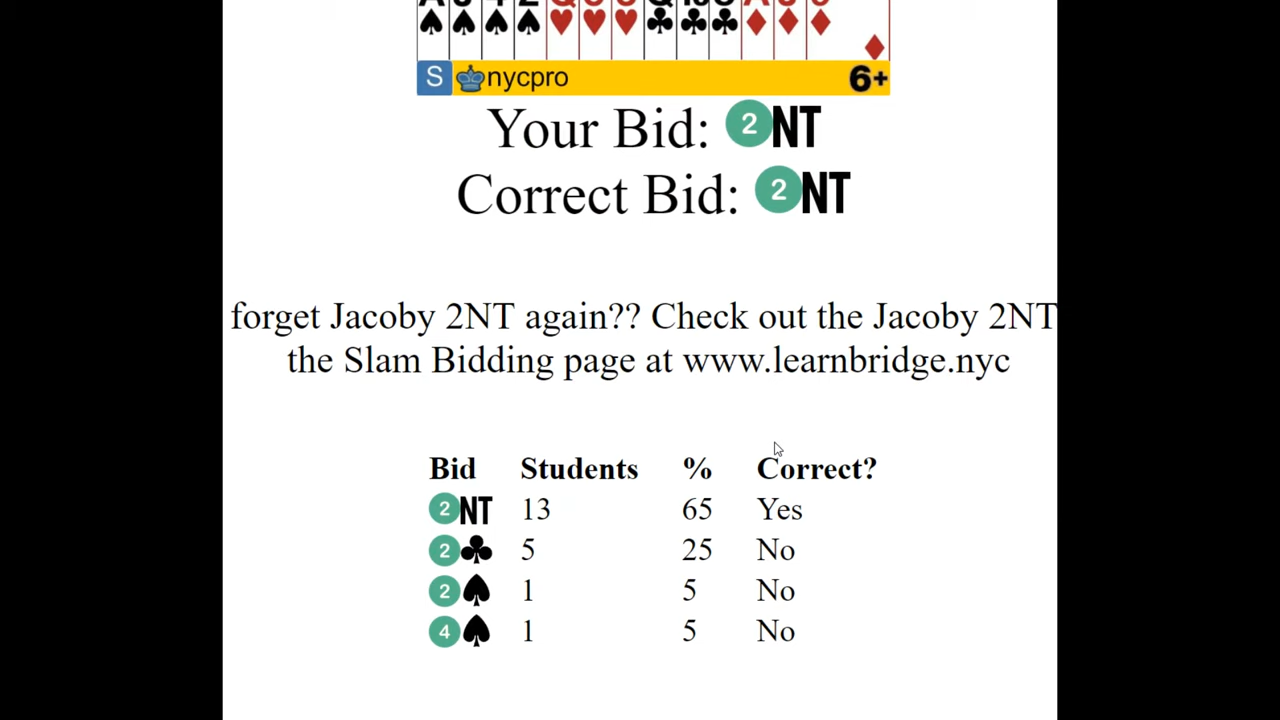 S nycpro 6+
Your Bid: 2NT
Correct Bid: 2NT
forget Jacoby 2NT again?? Check out the Jacoby 2NT
the Slam Bidding page at www.learnbridge.nyc
Bid Students % Correct?
2NT 13 65 Yes
2♣ 5 25 No
2♠ 1 5 No
4♠ 1 5 No